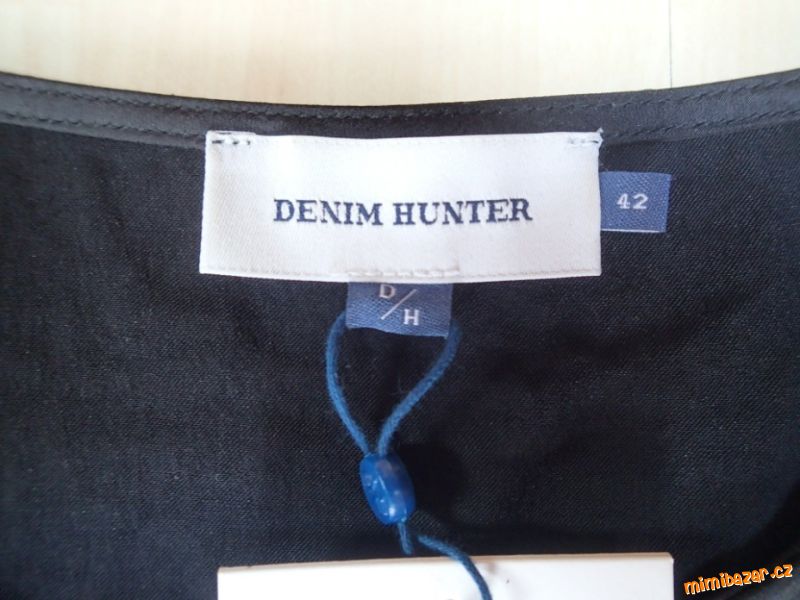 DENIM HUNTER
42
D/H
mimibazar.cz